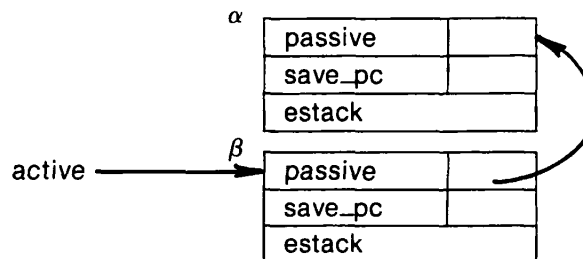 α
passive
save_pc
estack
β
active
passive
save_pc
estack